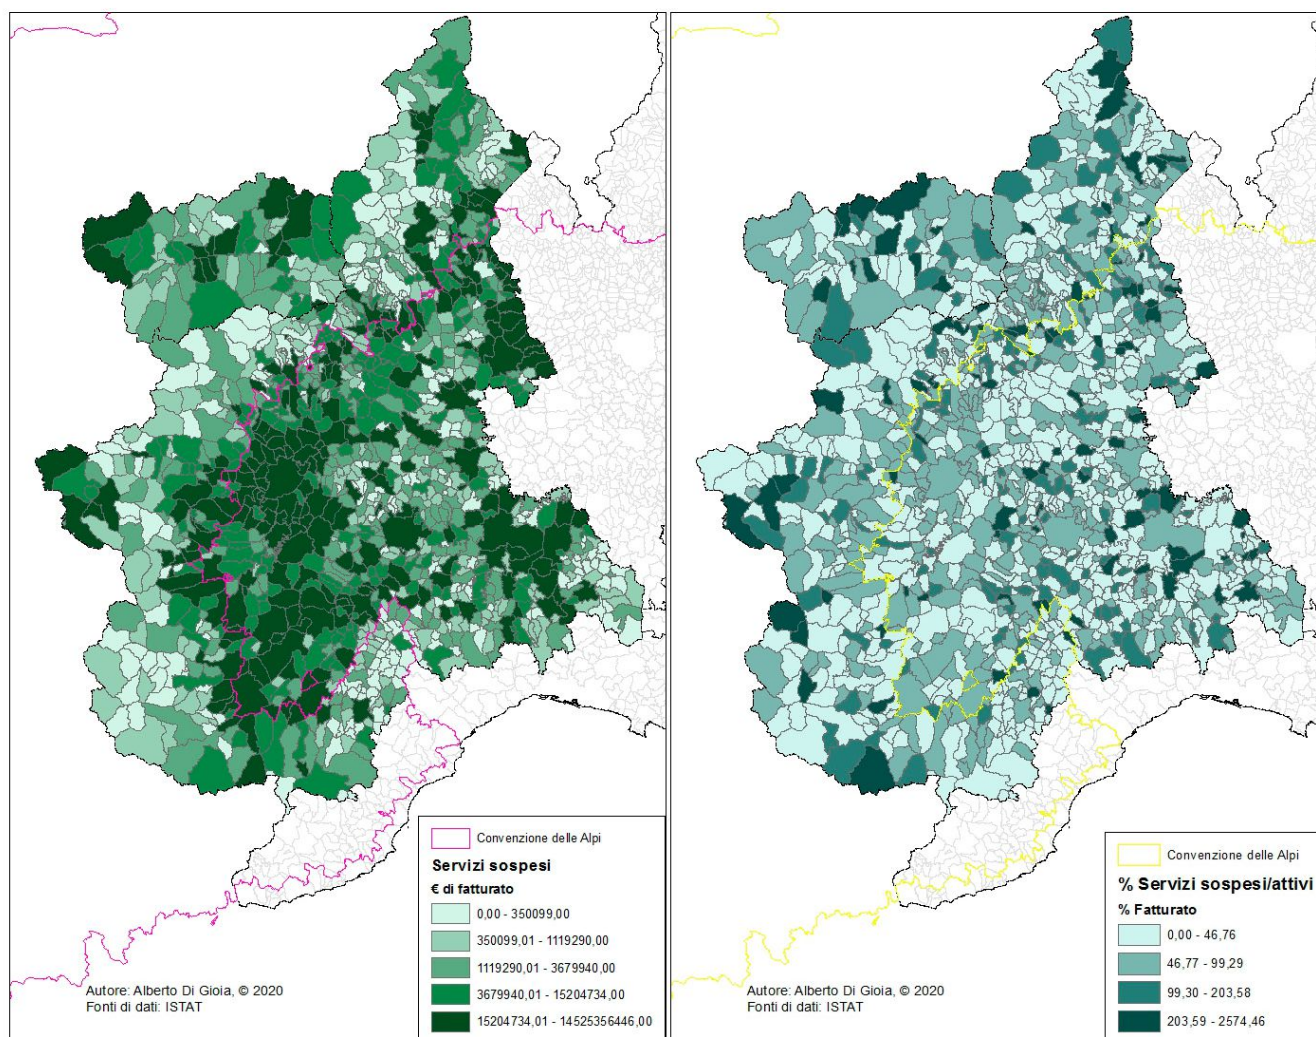 Convenzione delle Alpi
Servizi sospesi
€ di fatturato
0,00 - 350099,00
350099,01 - 1119290,00
1119290,01 - 3679940,00
3679940,01 - 15204734,00
15204734,01 - 14525356446,00
Autore: Alberto Di Gioia, © 2020
Fonti di dati: ISTAT
Convenzione delle Alpi
% Servizi sospesi/attivi
% Fatturato
0,00 - 46,76
46,77 - 99,29
99,30 - 203,58
203,59 - 2574,46
Autore: Alberto Di Gioia, © 2020
Fonti di dati: ISTAT